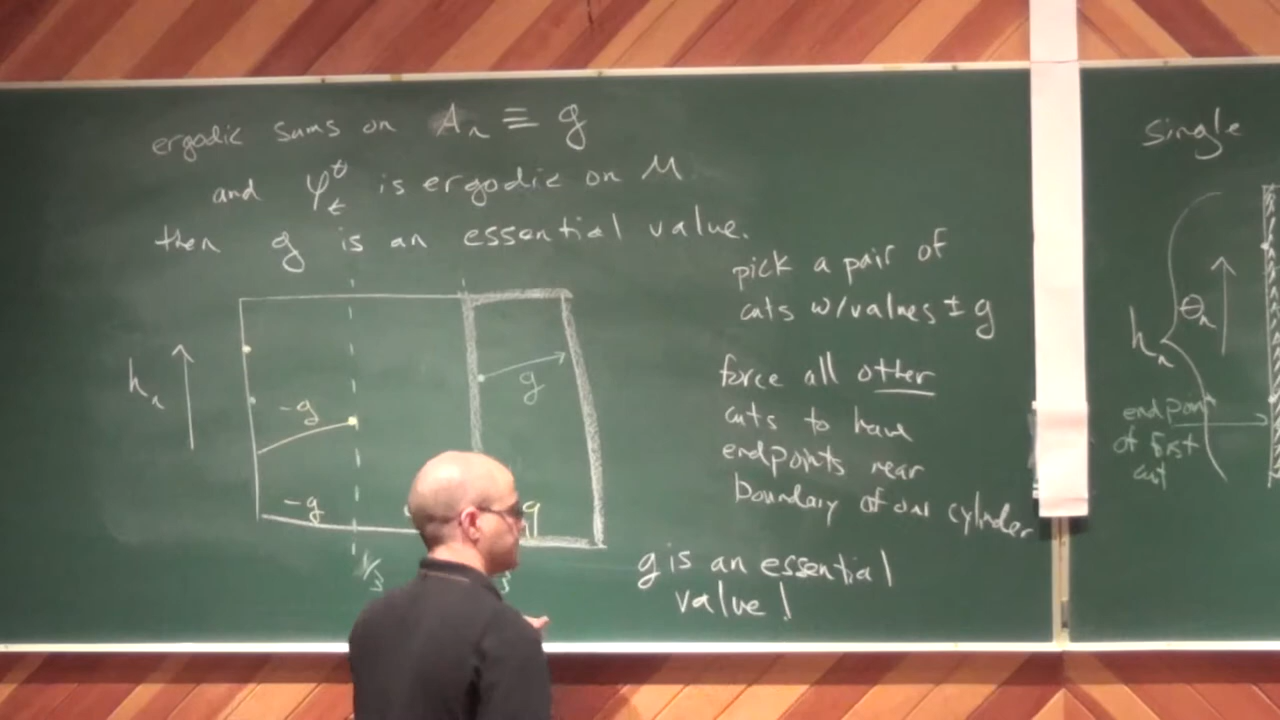 ergodic sums on Aₙ ≡ g
and φₜᶿ is ergodic on M
then g is an essential value.
pick a pair of
cuts w/values ± g
force all other
cuts to have
endpoints near
boundary of our cylinder
g is an essential
value!
hₙ
-g
g
-g
g
1/3
3
single
hₙ
θₙ
endpoint
of first
cut